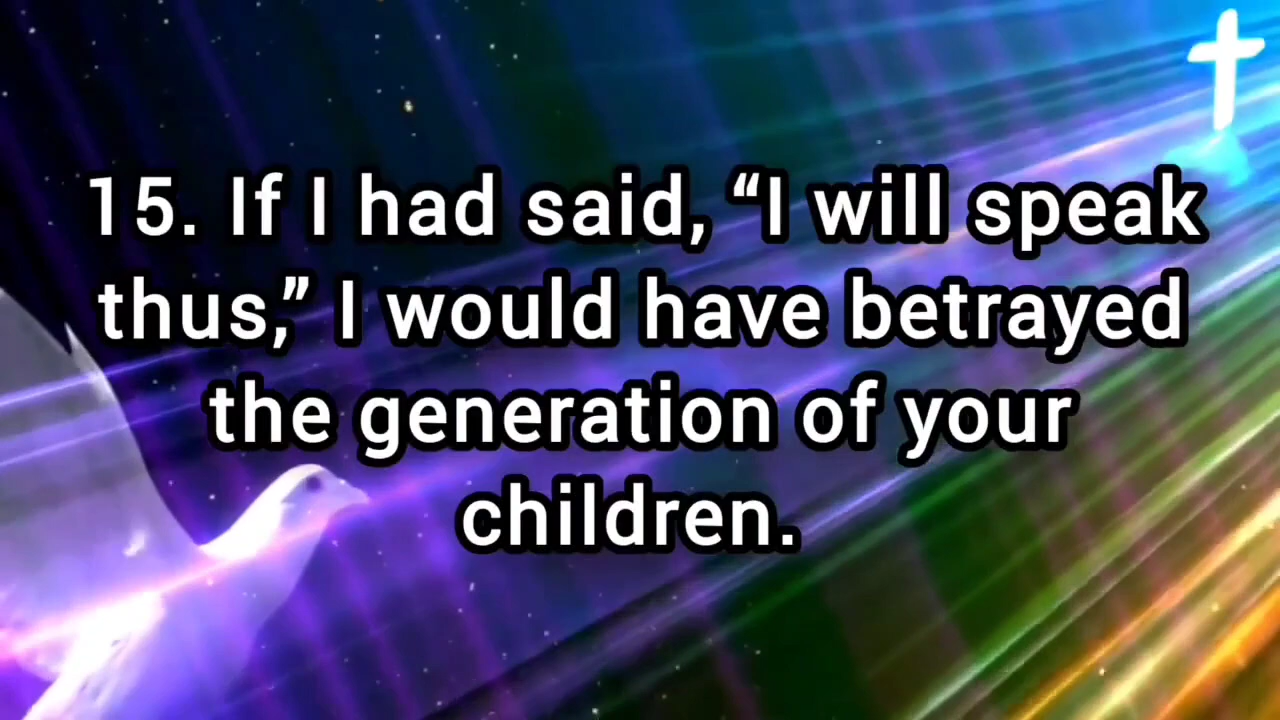 15. If I had said, “I will speak
thus,” I would have betrayed
the generation of your
children.